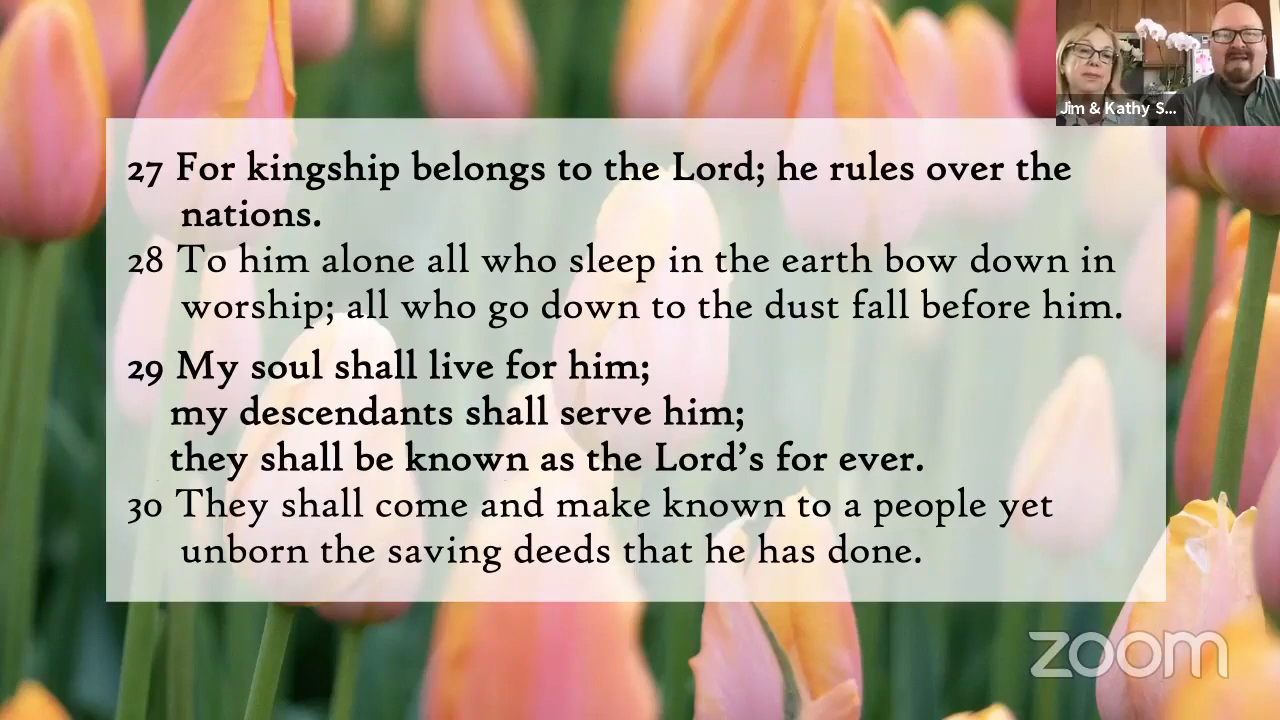 Jim & Kathy S...
27 For kingship belongs to the Lord; he rules over the
nations.
28 To him alone all who sleep in the earth bow down in
worship; all who go down to the dust fall before him.
29 My soul shall live for him;
my descendants shall serve him;
they shall be known as the Lord’s for ever.
30 They shall come and make known to a people yet
unborn the saving deeds that he has done.
zoom